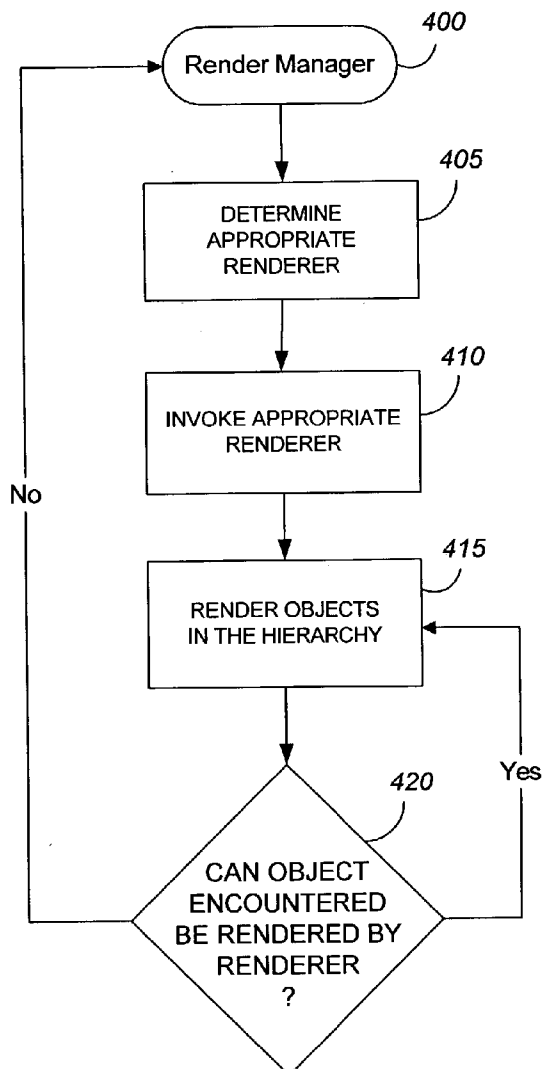 400
Render Manager
405
DETERMINE
APPROPRIATE
RENDERER
410
INVOKE APPROPRIATE
RENDERER
No
415
RENDER OBJECTS
IN THE HIERARCHY
Yes
420
CAN OBJECT
ENCOUNTERED
BE RENDERED BY
RENDERER
?